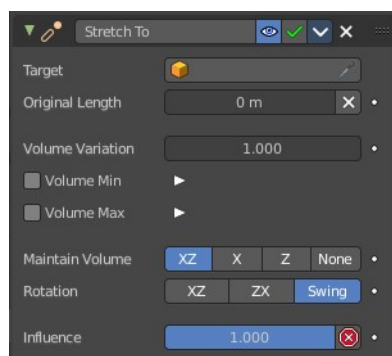 Stretch To
Target
Original Length 0 m
Volume Variation 1.000
Volume Min
Volume Max
Maintain Volume XZ X Z None
Rotation XZ ZX Swing
Influence 1.000